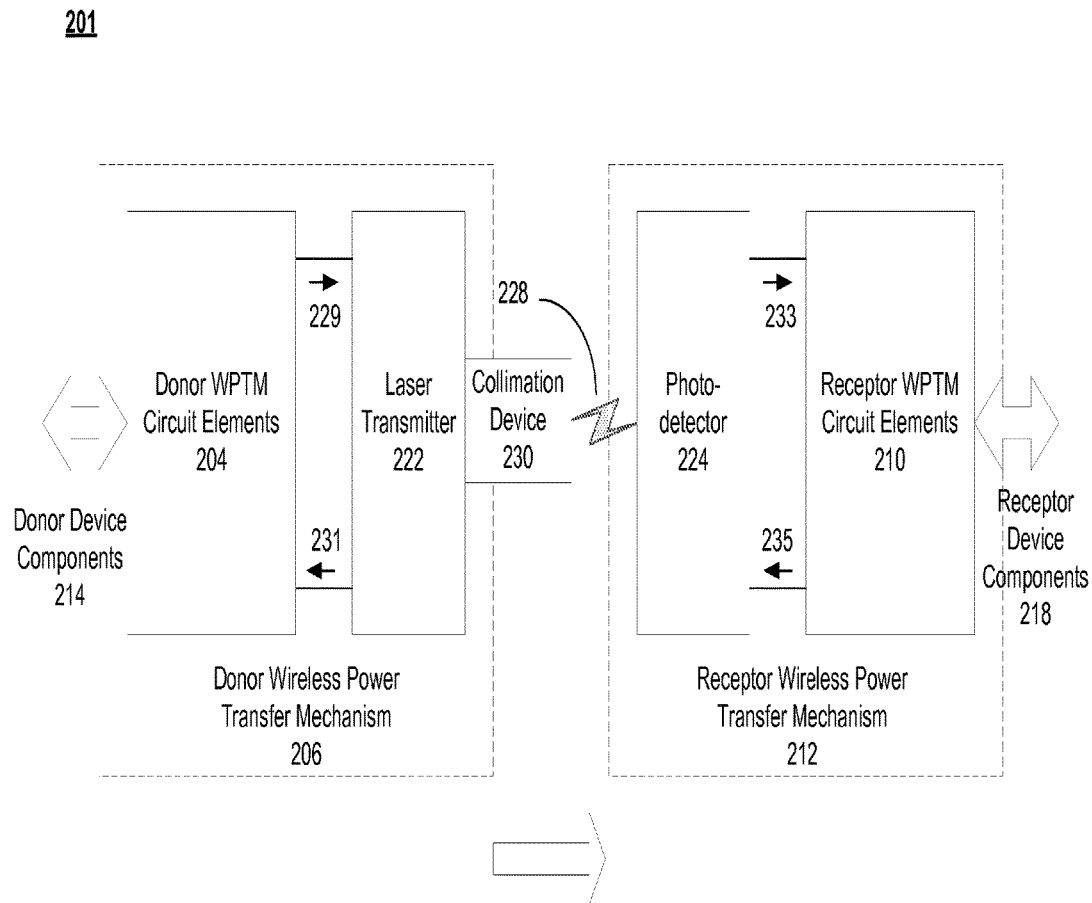 201
228
229
233
Donor WPTM
Circuit Elements
204
Laser
Transmitter
222
Collimation
Device
230
Photo-
detector
224
Receptor WPTM
Circuit Elements
210
Donor Device
Components
214
231
235
Receptor
Device
Components
218
Donor Wireless Power
Transfer Mechanism
206
Receptor Wireless Power
Transfer Mechanism
212